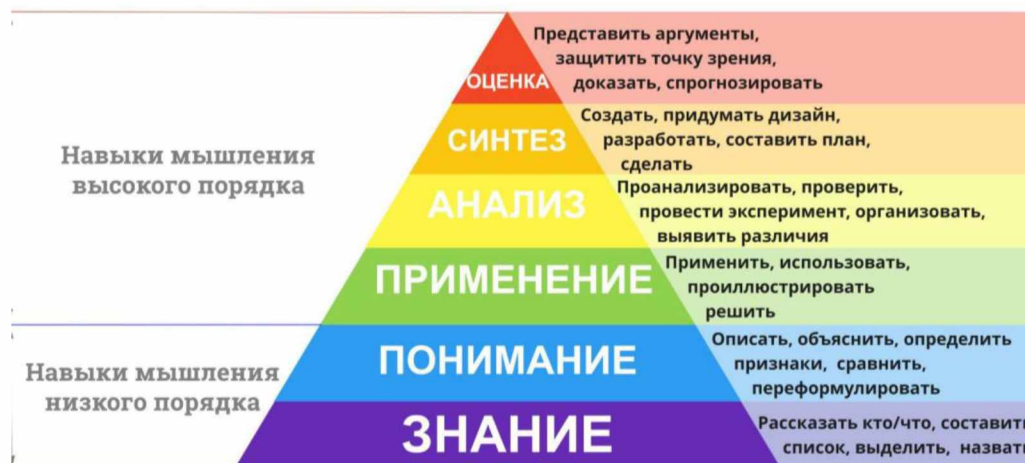 Представить аргументы,
защитить точку зрения,
доказать, спрогнозировать
ОЦЕНКА
Создать, придумать дизайн,
разработать, составить план,
сделать
СИНТЕЗ
Навыки мышления
высокого порядка
Проанализировать, проверить,
провести эксперимент, организовать,
выявить различия
АНАЛИЗ
Применить, использовать,
проиллюстрировать
решить
ПРИМЕНЕНИЕ
Описать, объяснить, определить
признаки, сравнить,
переформулировать
ПОНИМАНИЕ
Навыки мышления
низкого порядка
Рассказать кто/что, составить
список, выделить, назвать
ЗНАНИЕ